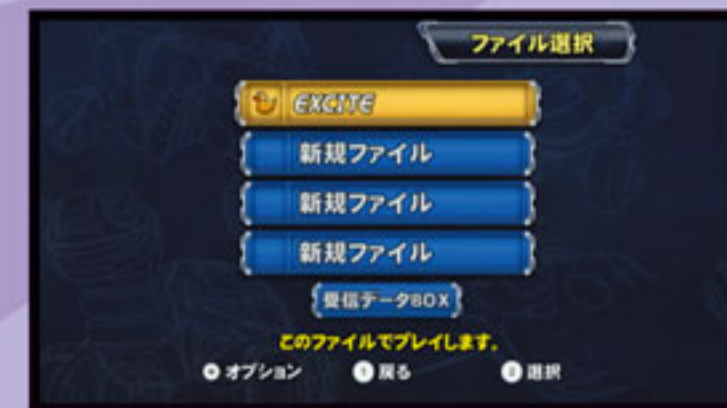 ファイル選択
EXCITE
新規ファイル
新規ファイル
新規ファイル
受信データBOX
このファイルでプレイします。
+ オプション ① 戻る ② 選択